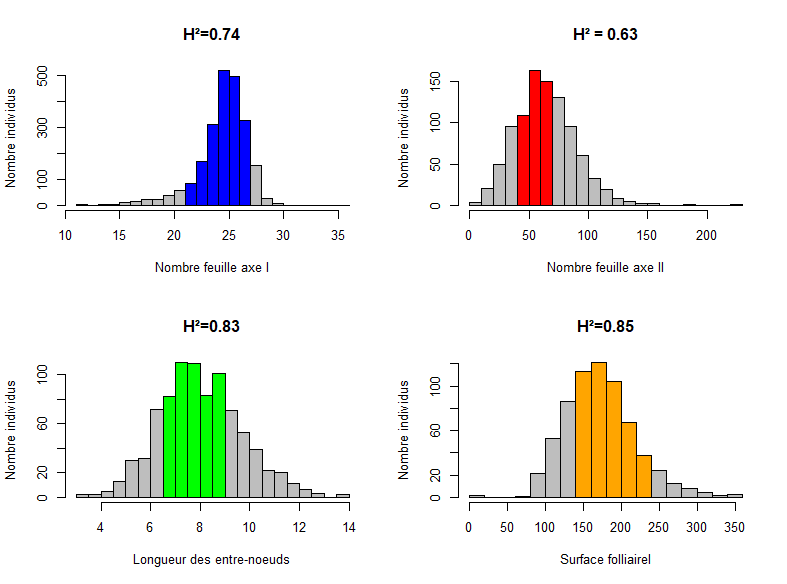 H²=0.74
Nombre individus
500
300
100
0
10 15 20 25 30 35
Nombre feuille axe I
H² = 0.63
Nombre individus
150
100
50
0
0 50 100 150 200
Nombre feuille axe II
H²=0.83
Nombre individus
100
60
20
0
4 6 8 10 12 14
Longueur des entre-noeuds
H²=0.85
Nombre individus
100
60
20
0
0 50 100 150 200 250 300 350
Surface folliairel